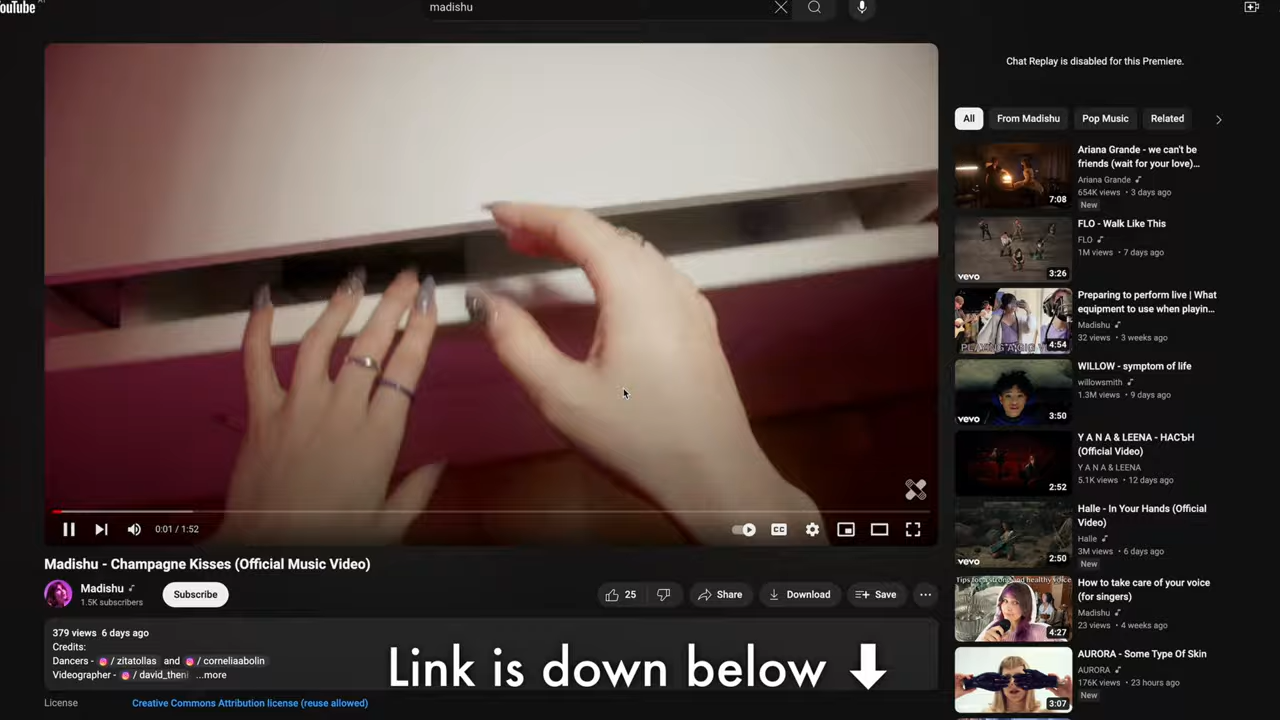 ouTube
madishu
Chat Replay is disabled for this Premiere.
All
From Madishu
Pop Music
Related
Ariana Grande - we can't be
friends (wait for your love)...
Ariana Grande
654K views • 3 days ago
New
7:08
FLO - Walk Like This
FLO
1M views • 7 days ago
vevo
3:26
Preparing to perform live | What
equipment to use when playin...
Madishu
32 views • 3 weeks ago
4:54
WILLOW - symptom of life
willowsmith
1.3M views • 9 days ago
vevo
3:50
Y A N A & LEENA - НАСЪН
(Official Video)
Y A N A & LEENA
5.1K views • 12 days ago
2:52
Halle - In Your Hands (Official
Video)
Halle
3M views • 6 days ago
New
vevo
2:50
How to take care of your voice
(for singers)
Madishu
23 views • 4 weeks ago
Tips for a strong and healthy voice
4:27
AURORA - Some Type Of Skin
AURORA
176K views • 23 hours ago
New
3:07
0:01 / 1:52
CC
Madishu - Champagne Kisses (Official Music Video)
Madishu
1.5K subscribers
Subscribe
25
Share
Download
Save
379 views 6 days ago
Credits:
Dancers - / zitatollas and / corneliaabolin
Videographer - / david_theni ...more
Link is down below
License
Creative Commons Attribution license (reuse allowed)